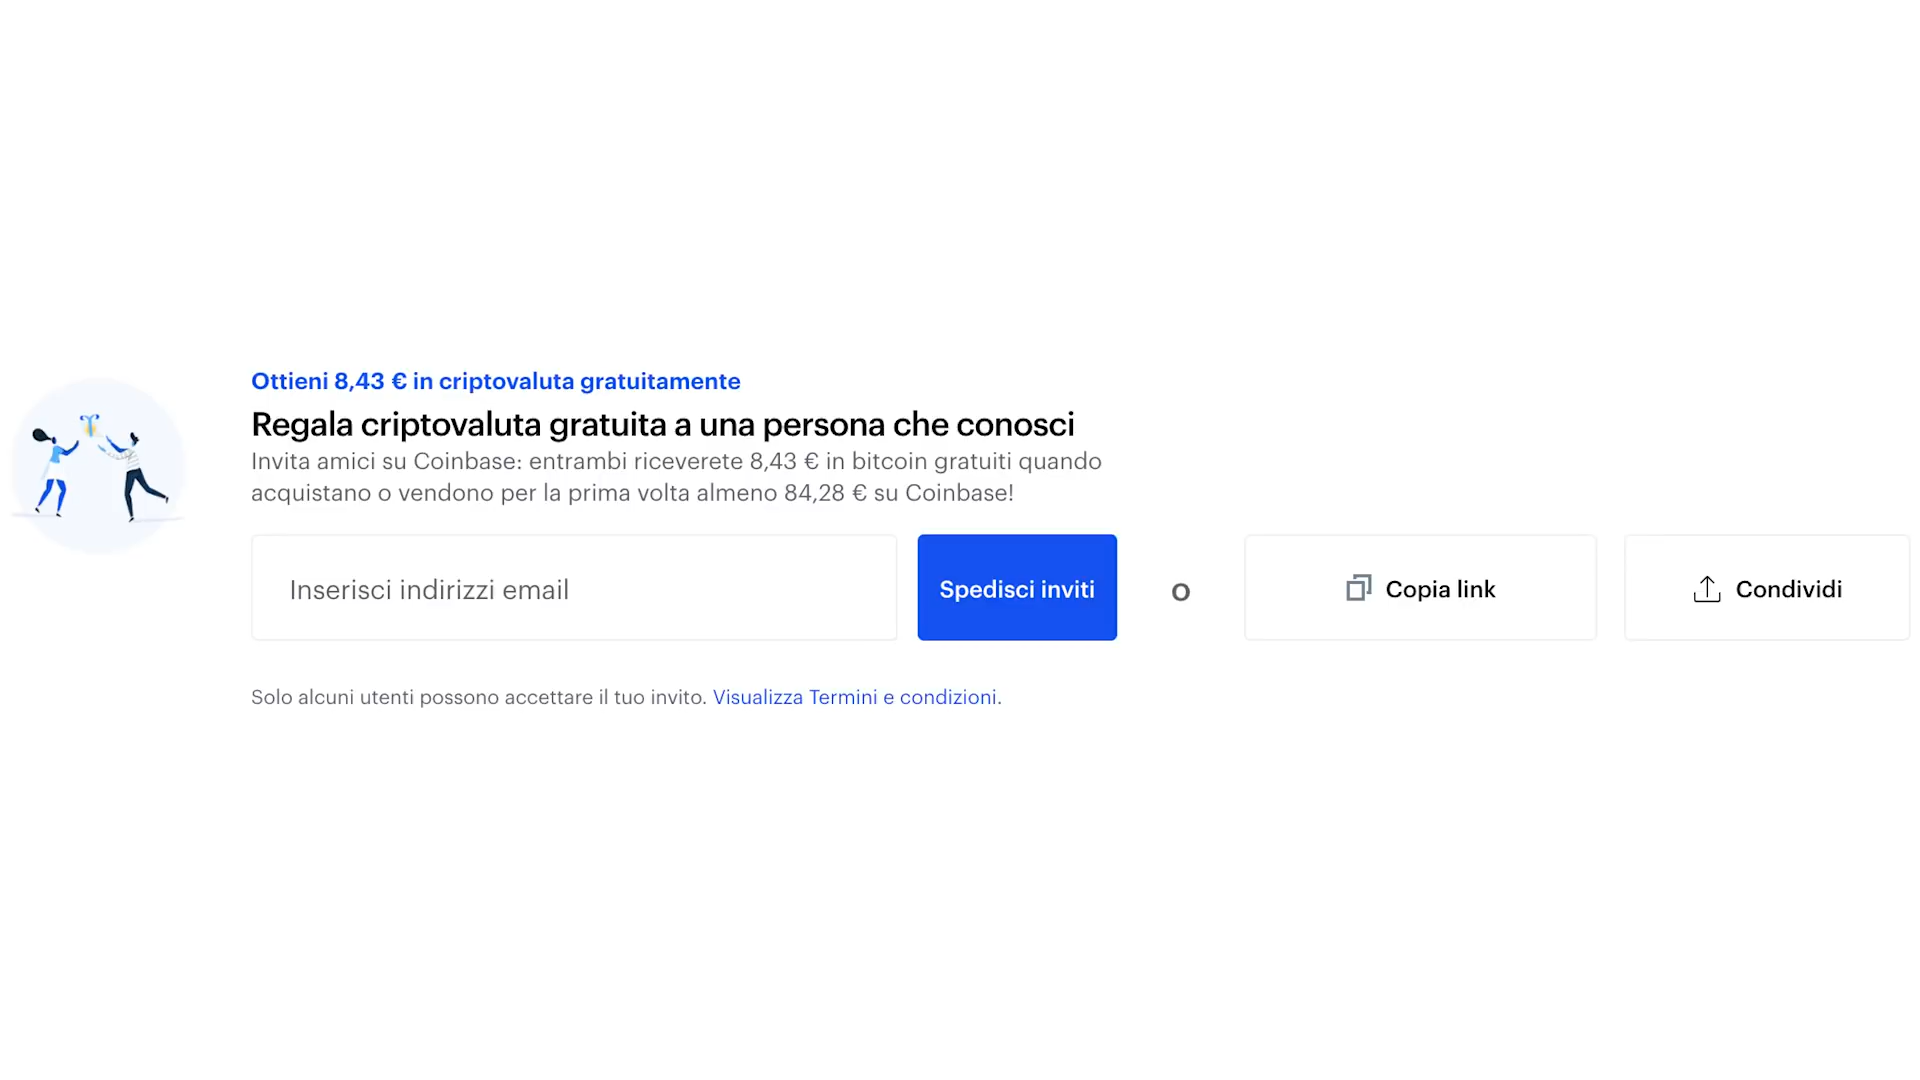 Ottieni 8,43 € in criptovaluta gratuitamente
Regala criptovaluta gratuita a una persona che conosci
Invita amici su Coinbase: entrambi riceverete 8,43 € in bitcoin gratuiti quando
acquistano o vendono per la prima volta almeno 84,28 € su Coinbase!
Inserisci indirizzi email
Spedisci inviti
o
Copia link
Condividi
Solo alcuni utenti possono accettare il tuo invito. Visualizza Termini e condizioni.